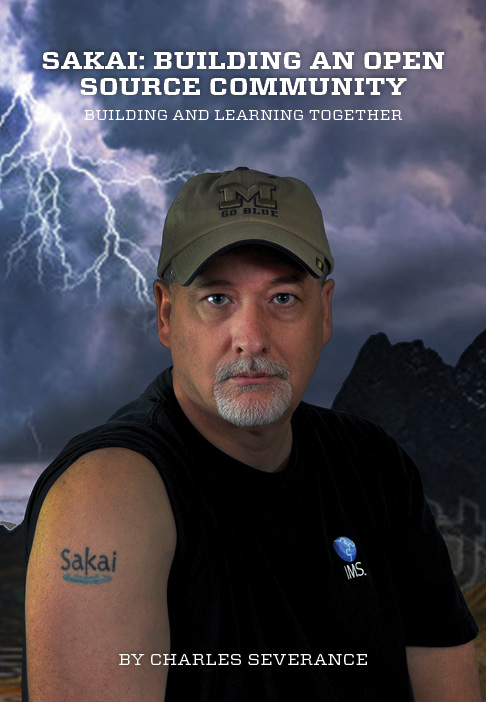 SAKAI: BUILDING AN OPEN
SOURCE COMMUNITY
BUILDING AND LEARNING TOGETHER
M
GO BLUE
IMS.
Sakai
BY CHARLES SEVERANCE